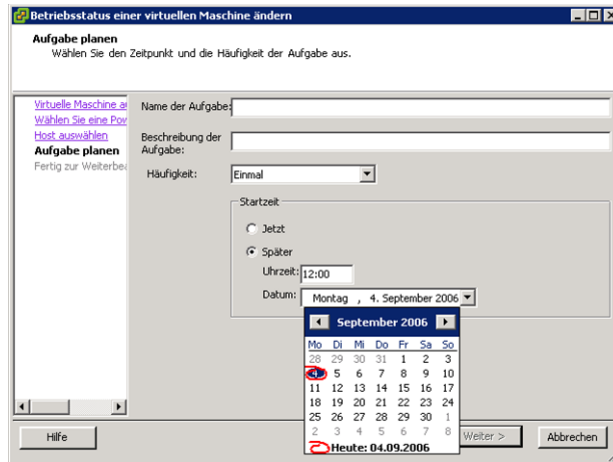 Betriebsstatus einer virtuellen Maschine ändern
Aufgabe planen
Wählen Sie den Zeitpunkt und die Häufigkeit der Aufgabe aus.
Virtuelle Maschine au
Wählen Sie eine Pow
Host auswählen
Aufgabe planen
Fertig zur Weiterbea
Name der Aufgabe:
Beschreibung der
Aufgabe:
Häufigkeit: Einmal
Startzeit
Jetzt
Später
Uhrzeit: 12:00
Datum: Montag , 4. September 2006
September 2006
Mo Di Mi Do Fr Sa So
28 29 30 31 1 2 3
4 5 6 7 8 9 10
11 12 13 14 15 16 17
18 19 20 21 22 23 24
25 26 27 28 29 30 1
2 3 4 5 6 7 8
Heute: 04.09.2006
Hilfe
Weiter >
Abbrechen